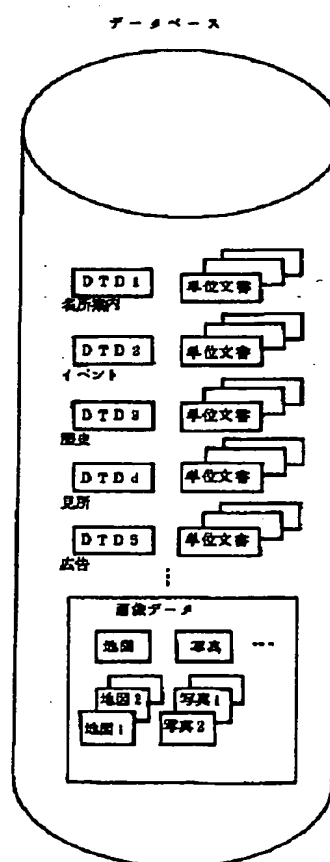 データベース
DTD1 単位文書
名所案内
DTD2 単位文書
イベント
DTD3 単位文書
歴史
DTD4 単位文書
見所
DTD5 単位文書
広告
画像データ
地図 写真 ---
地図2 写真1
地図1 写真2